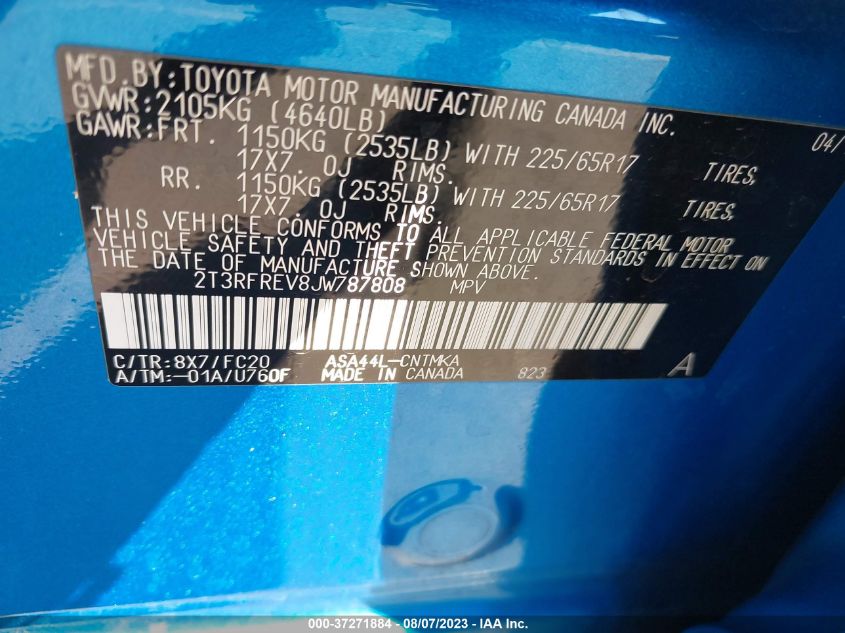 MFD.BY:TOYOTA MOTOR MANUFACTURING CANADA INC. 04/
GVWR:2105KG (4640LB)
GAWR:FRT. 1150KG (2535LB) WITH 225/65R17 TIRES,
17X7.0J RIMS.
RR. 1150KG (2535LB) WITH 225/65R17 TIRES,
17X7.0J RIMS.
THIS VEHICLE CONFORMS TO ALL APPLICABLE FEDERAL MOTOR
VEHICLE SAFETY AND THEFT PREVENTION STANDARDS IN EFFECT ON
THE DATE OF MANUFACTURE SHOWN ABOVE.
2T3RFREV8JW787808 MPV
C/TR:8X7/FC20 ASA44L-CNTMKA
A/TM:-01A/U760F MADE IN CANADA 823 A
000-37271884 — 08/07/2023 — IAA Inc.